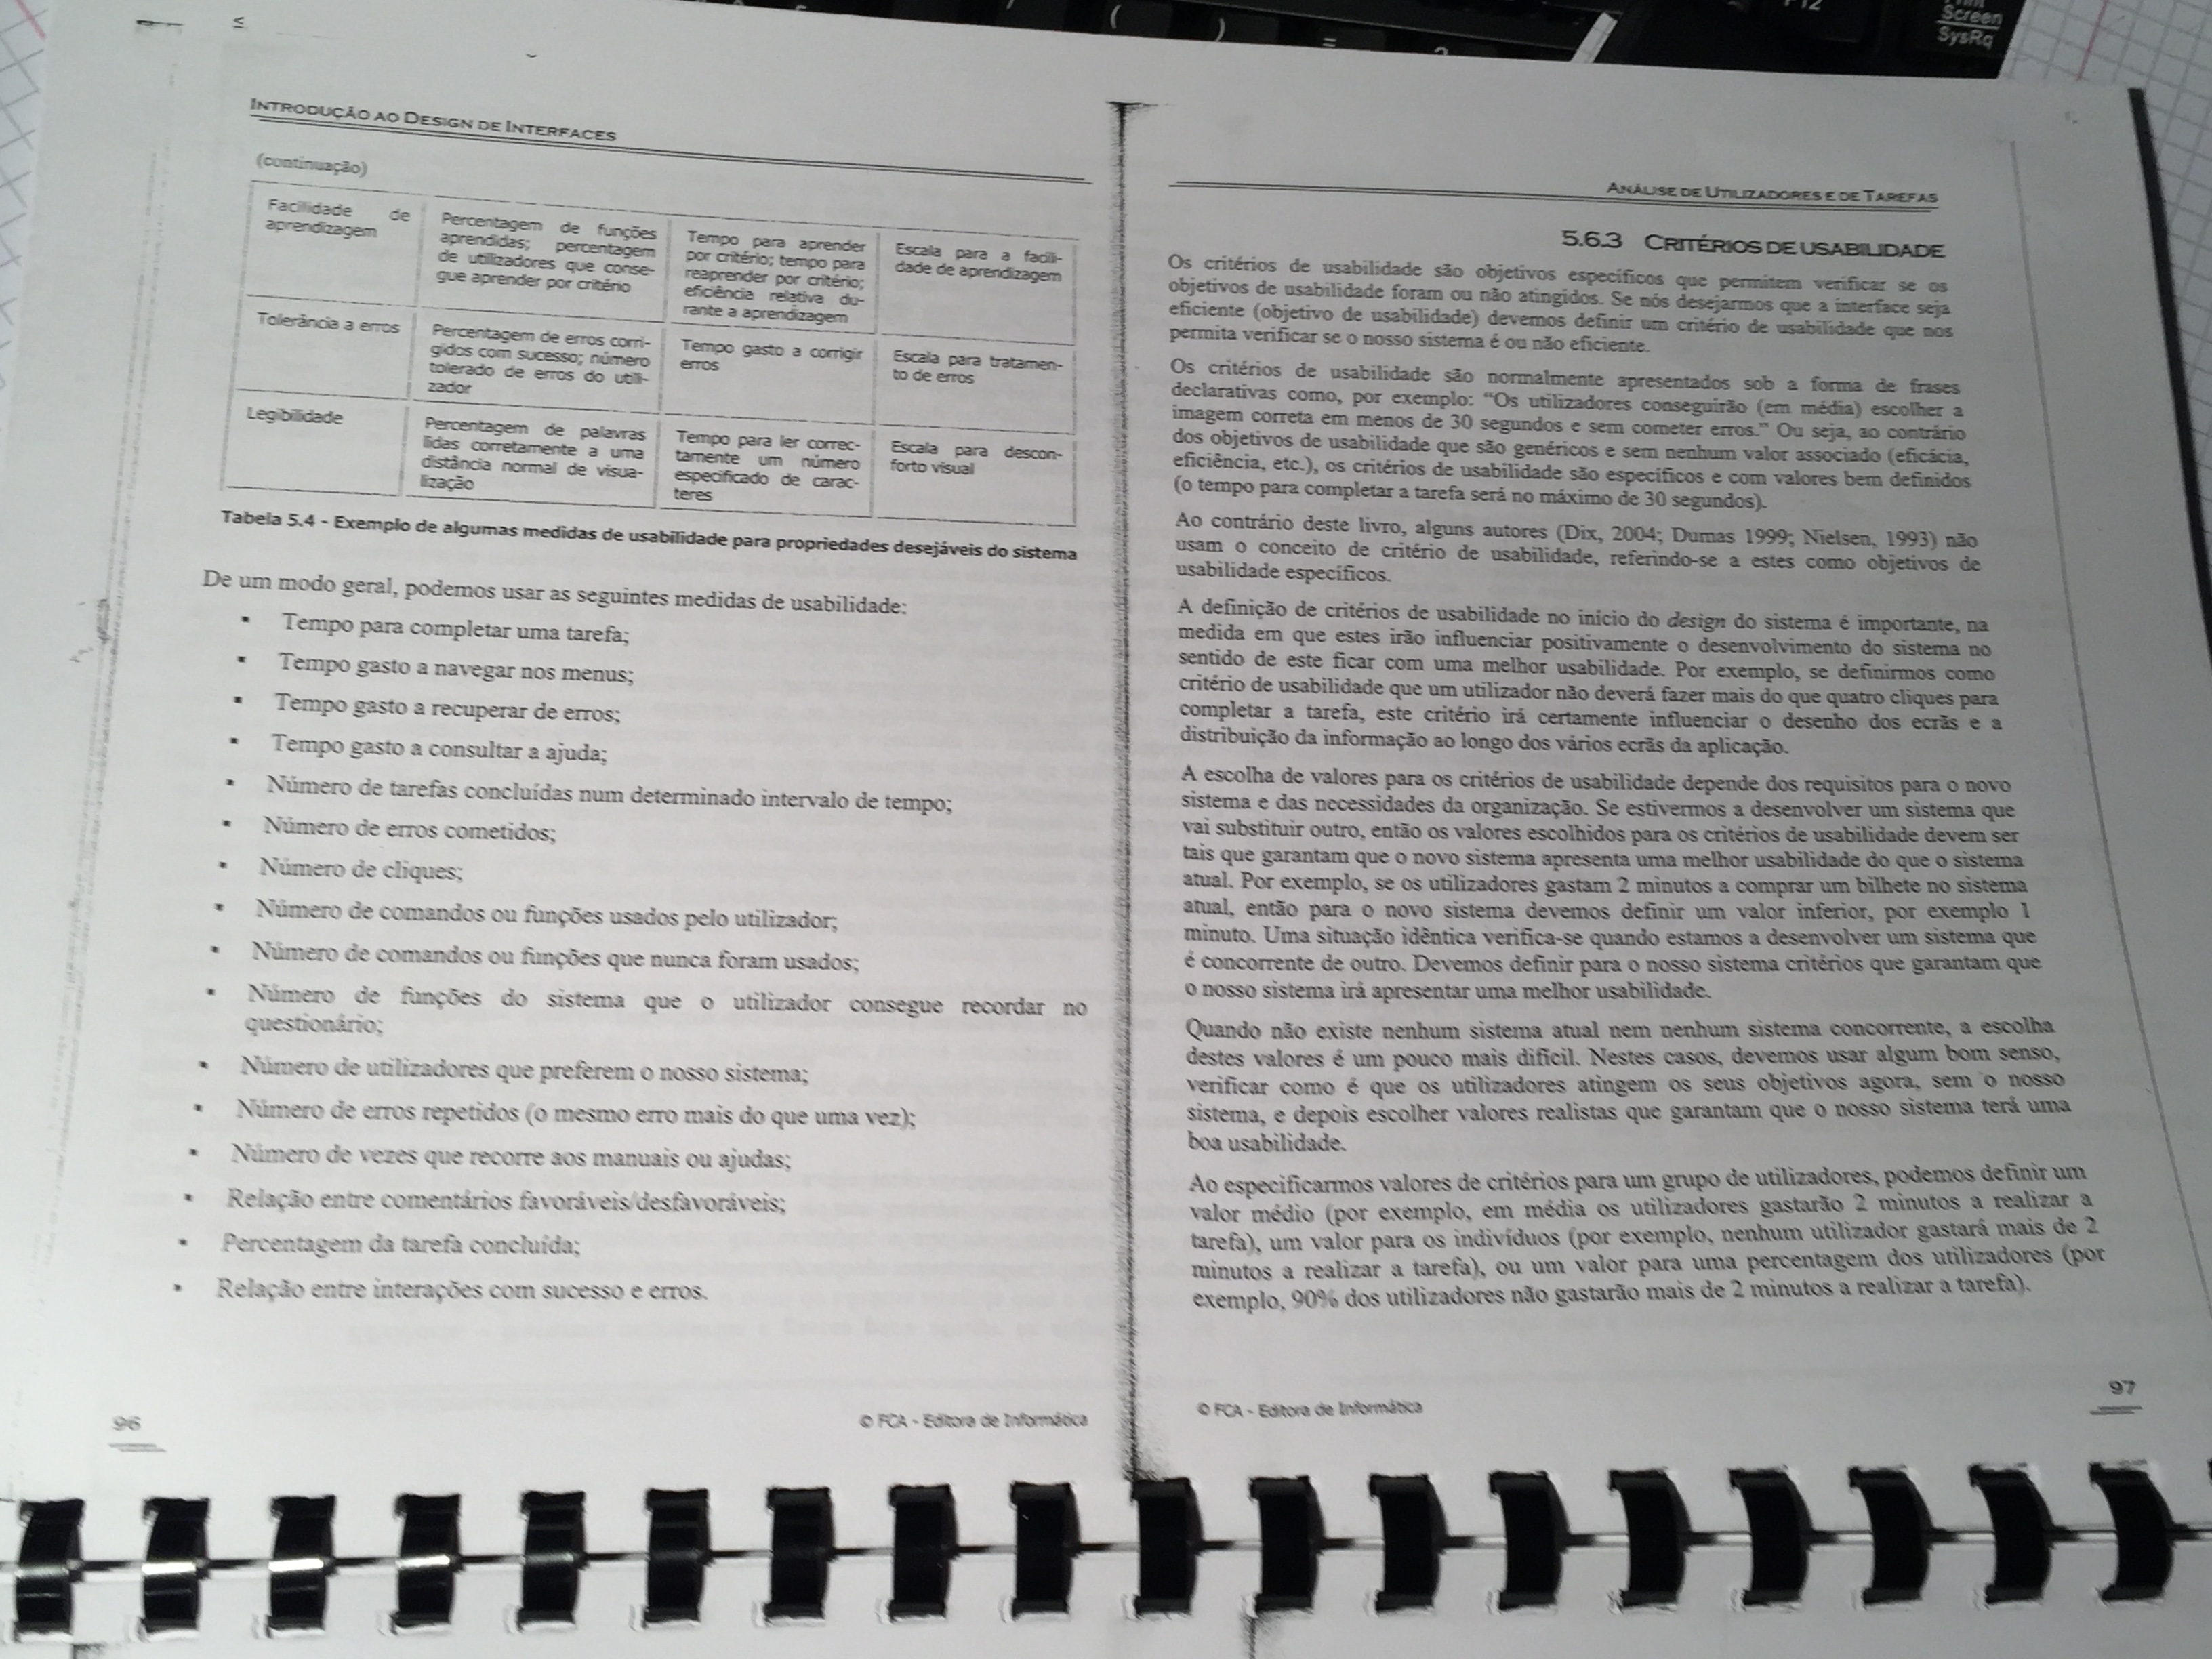 INTRODUÇÃO AO DESIGN DE INTERFACES
(continuação)
Facilidade de
aprendizagem
Percentagem de funções
aprendidas; percentagem
de utilizadores que conse-
gue aprender por critério
Tempo para aprender
por critério; tempo para
reaprender por critério;
eficiência relativa du-
rante a aprendizagem
Escala para a facili-
dade de aprendizagem
Tolerância a erros
Percentagem de erros corri-
gidos com sucesso; número
tolerado de erros do utili-
zador
Tempo gasto a corrigir
erros
Escala para tratamen-
to de erros
Legibilidade
Percentagem de palavras
lidas corretamente a uma
distância normal de visua-
lização
Tempo para ler correc-
tamente um número
especificado de carac-
teres
Escala para descon-
forto visual
Tabela 5.4 - Exemplo de algumas medidas de usabilidade para propriedades desejáveis do sistema
De um modo geral, podemos usar as seguintes medidas de usabilidade:
▪ Tempo para completar uma tarefa;
▪ Tempo gasto a navegar nos menus;
▪ Tempo gasto a recuperar de erros;
▪ Tempo gasto a consultar a ajuda;
▪ Número de tarefas concluídas num determinado intervalo de tempo;
▪ Número de erros cometidos;
▪ Número de cliques;
▪ Número de comandos ou funções usados pelo utilizador;
▪ Número de comandos ou funções que nunca foram usados;
▪ Número de funções do sistema que o utilizador consegue recordar no
questionário;
▪ Número de utilizadores que preferem o nosso sistema;
▪ Número de erros repetidos (o mesmo erro mais do que uma vez);
▪ Número de vezes que recorre aos manuais ou ajudas;
▪ Relação entre comentários favoráveis/desfavoráveis;
▪ Percentagem da tarefa concluída;
▪ Relação entre interações com sucesso e erros.
96
© FCA - Editora de Informática
ANÁLISE DE UTILIZADORES E DE TAREFAS
5.6.3 CRITÉRIOS DE USABILIDADE
Os critérios de usabilidade são objetivos específicos que permitem verificar se os
objetivos de usabilidade foram ou não atingidos. Se nós desejarmos que a interface seja
eficiente (objetivo de usabilidade) devemos definir um critério de usabilidade que nos
permita verificar se o nosso sistema é ou não eficiente.
Os critérios de usabilidade são normalmente apresentados sob a forma de frases
declarativas como, por exemplo: “Os utilizadores conseguirão (em média) escolher a
imagem correta em menos de 30 segundos e sem cometer erros.” Ou seja, ao contrário
dos objetivos de usabilidade que são genéricos e sem nenhum valor associado (eficácia,
eficiência, etc.), os critérios de usabilidade são específicos e com valores bem definidos
(o tempo para completar a tarefa será no máximo de 30 segundos).
Ao contrário deste livro, alguns autores (Dix, 2004; Dumas 1999; Nielsen, 1993) não
usam o conceito de critério de usabilidade, referindo-se a estes como objetivos de
usabilidade específicos.
A definição de critérios de usabilidade no início do design do sistema é importante, na
medida em que estes irão influenciar positivamente o desenvolvimento do sistema no
sentido de este ficar com uma melhor usabilidade. Por exemplo, se definirmos como
critério de usabilidade que um utilizador não deverá fazer mais do que quatro cliques para
completar a tarefa, este critério irá certamente influenciar o desenho dos ecrãs e a
distribuição da informação ao longo dos vários ecrãs da aplicação.
A escolha de valores para os critérios de usabilidade depende dos requisitos para o novo
sistema e das necessidades da organização. Se estivermos a desenvolver um sistema que
vai substituir outro, então os valores escolhidos para os critérios de usabilidade devem ser
tais que garantam que o novo sistema apresenta uma melhor usabilidade do que o sistema
atual. Por exemplo, se os utilizadores gastam 2 minutos a comprar um bilhete no sistema
atual, então para o novo sistema devemos definir um valor inferior, por exemplo 1
minuto. Uma situação idêntica verifica-se quando estamos a desenvolver um sistema que
é concorrente de outro. Devemos definir para o nosso sistema critérios que garantam que
o nosso sistema irá apresentar uma melhor usabilidade.
Quando não existe nenhum sistema atual nem nenhum sistema concorrente, a escolha
destes valores é um pouco mais difícil. Nestes casos, devemos usar algum bom senso,
verificar como é que os utilizadores atingem os seus objetivos agora, sem o nosso
sistema, e depois escolher valores realistas que garantam que o nosso sistema terá uma
boa usabilidade.
Ao especificarmos valores de critérios para um grupo de utilizadores, podemos definir um
valor médio (por exemplo, em média os utilizadores gastarão 2 minutos a realizar a
tarefa), um valor para os indivíduos (por exemplo, nenhum utilizador gastará mais de 2
minutos a realizar a tarefa), ou um valor para uma percentagem dos utilizadores (por
exemplo, 90% dos utilizadores não gastarão mais de 2 minutos a realizar a tarefa).
© FCA - Editora de Informática
97
Screen
SysRq